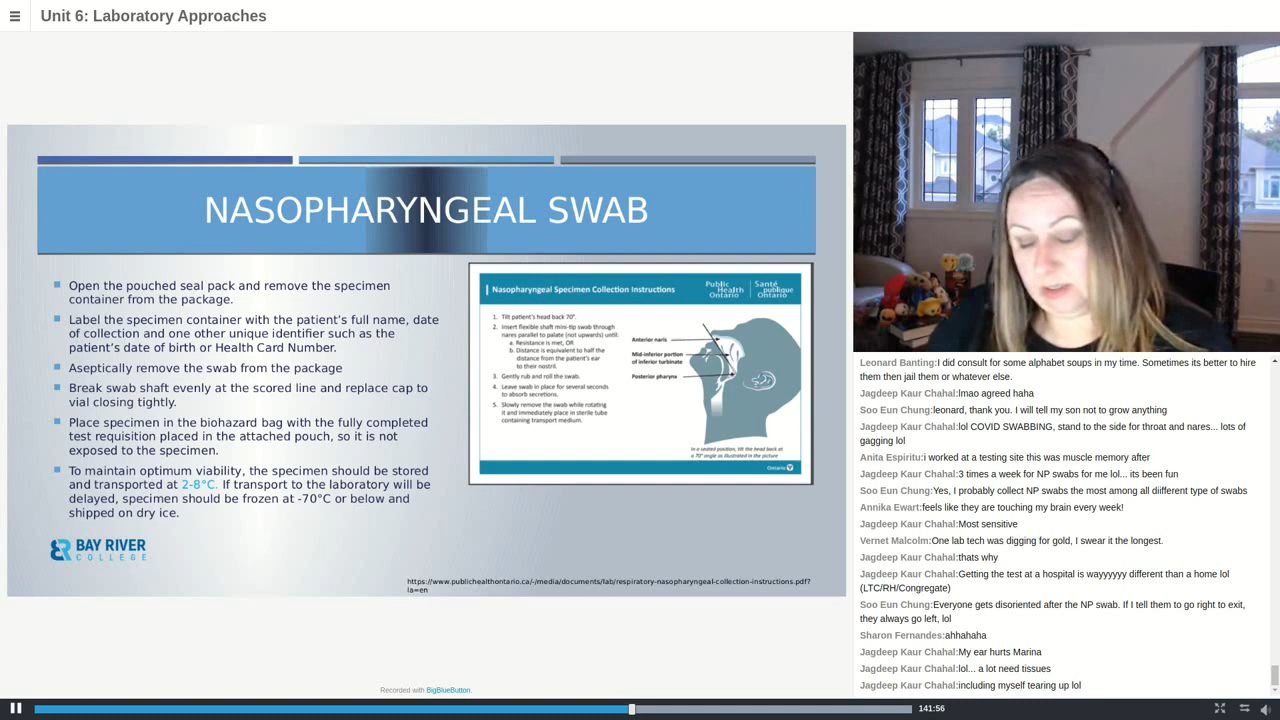 Unit 6: Laboratory Approaches
NASOPHARYNGEAL SWAB
Open the pouched seal pack and remove the specimen
container from the package.
Label the specimen container with the patient's full name, date
of collection and one other unique identifier such as the
patient's date of birth or Health Card Number.
Aseptically remove the swab from the package
Break swab shaft evenly at the scored line and replace cap to
vial closing tightly.
Place specimen in the biohazard bag with the fully completed
test requisition placed in the attached pouch, so it is not
exposed to the specimen.
To maintain optimum viability, the specimen should be stored
and transported at 2-8°C. If transport to the laboratory will be
delayed, specimen should be frozen at -70°C or below and
shipped on dry ice.
BAY RIVER
COLLEGE
Nasopharyngeal Specimen Collection Instructions
Public
Health
Ontario
Santé
publique
Ontario
1. Tilt patient's head back 70°.
2. Insert flexible shaft mini-tip swab through
nares parallel to palate (not upwards) until:
a. Resistance is met, OR
b. Distance is equivalent to half the
distance from the patient's ear
to their nostril.
3. Gently rub and roll the swab.
4. Leave swab in place for several seconds
to absorb secretions.
5. Slowly remove the swab while rotating
it and immediately place in sterile tube
containing transport medium.
Anterior naris
Mid-inferior portion
of inferior turbinate
Posterior pharynx
In a seated position, tilt the head back at
a 70° angle as illustrated in the picture
Ontario
https://www.publichealthontario.ca/-/media/documents/lab/respiratory-nasopharyngeal-collection-instructions.pdf?
la=en
Recorded with BigBlueButton.
Leonard Banting:I did consult for some alphabet soups in my time. Sometimes its better to hire
them then jail them or whatever else.
Jagdeep Kaur Chahal:lmao agreed haha
Soo Eun Chung:leonard, thank you. I will tell my son not to grow anything
Jagdeep Kaur Chahal:lol COVID SWABBING, stand to the side for throat and nares... lots of
gagging lol
Anita Espiritu:i worked at a testing site this was muscle memory after
Jagdeep Kaur Chahal:3 times a week for NP swabs for me lol... its been fun
Soo Eun Chung:Yes, I probably collect NP swabs the most among all diifferent type of swabs
Annika Ewart:feels like they are touching my brain every week!
Jagdeep Kaur Chahal:Most sensitive
Vernet Malcolm:One lab tech was digging for gold, I swear it the longest.
Jagdeep Kaur Chahal:thats why
Jagdeep Kaur Chahal:Getting the test at a hospital is wayyyyyy different than a home lol
(LTC/RH/Congregate)
Soo Eun Chung:Everyone gets disoriented after the NP swab. If I tell them to go right to exit,
they always go left, lol
Sharon Fernandes:ahhahaha
Jagdeep Kaur Chahal:My ear hurts Marina
Jagdeep Kaur Chahal:lol... a lot need tissues
Jagdeep Kaur Chahal:including myself tearing up lol
141:56